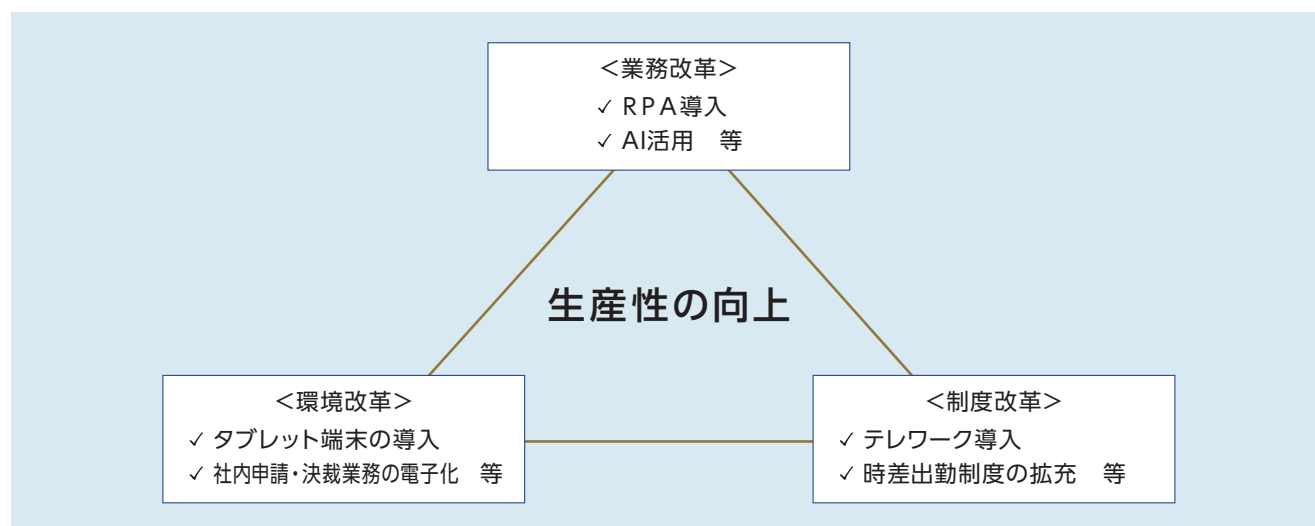 ＜業務改革＞
✓ RPA導入
✓ AI活用　等
生産性の向上
＜環境改革＞
✓ タブレット端末の導入
✓ 社内申請・決裁業務の電子化　等
＜制度改革＞
✓ テレワーク導入
✓ 時差出勤制度の拡充　等